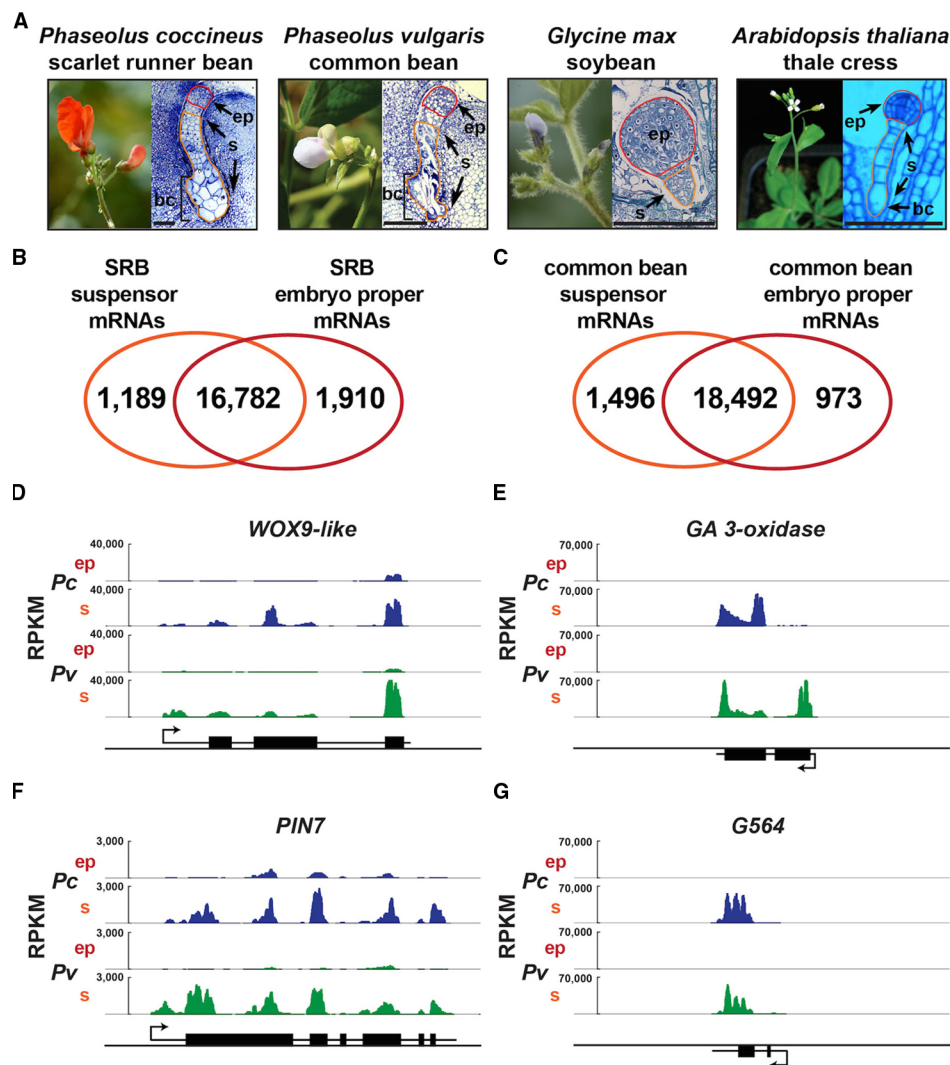 A
Phaseolus coccineus
scarlet runner bean
Phaseolus vulgaris
common bean
Glycine max
soybean
Arabidopsis thaliana
thale cress
ep
s
bc
ep
s
bc
ep
s
ep
s
bc
B
SRB
suspensor
mRNAs
SRB
embryo proper
mRNAs
1,189
16,782
1,910
C
common bean
suspensor
mRNAs
common bean
embryo proper
mRNAs
1,496
18,492
973
D
WOX9-like
RPKM
Pc
Pv
40,000
ep
40,000
s
40,000
ep
40,000
s
E
GA 3-oxidase
RPKM
Pc
Pv
70,000
ep
70,000
s
70,000
ep
70,000
s
F
PIN7
RPKM
Pc
Pv
3,000
ep
3,000
s
3,000
ep
3,000
s
G
G564
RPKM
Pc
Pv
70,000
ep
70,000
s
70,000
ep
70,000
s